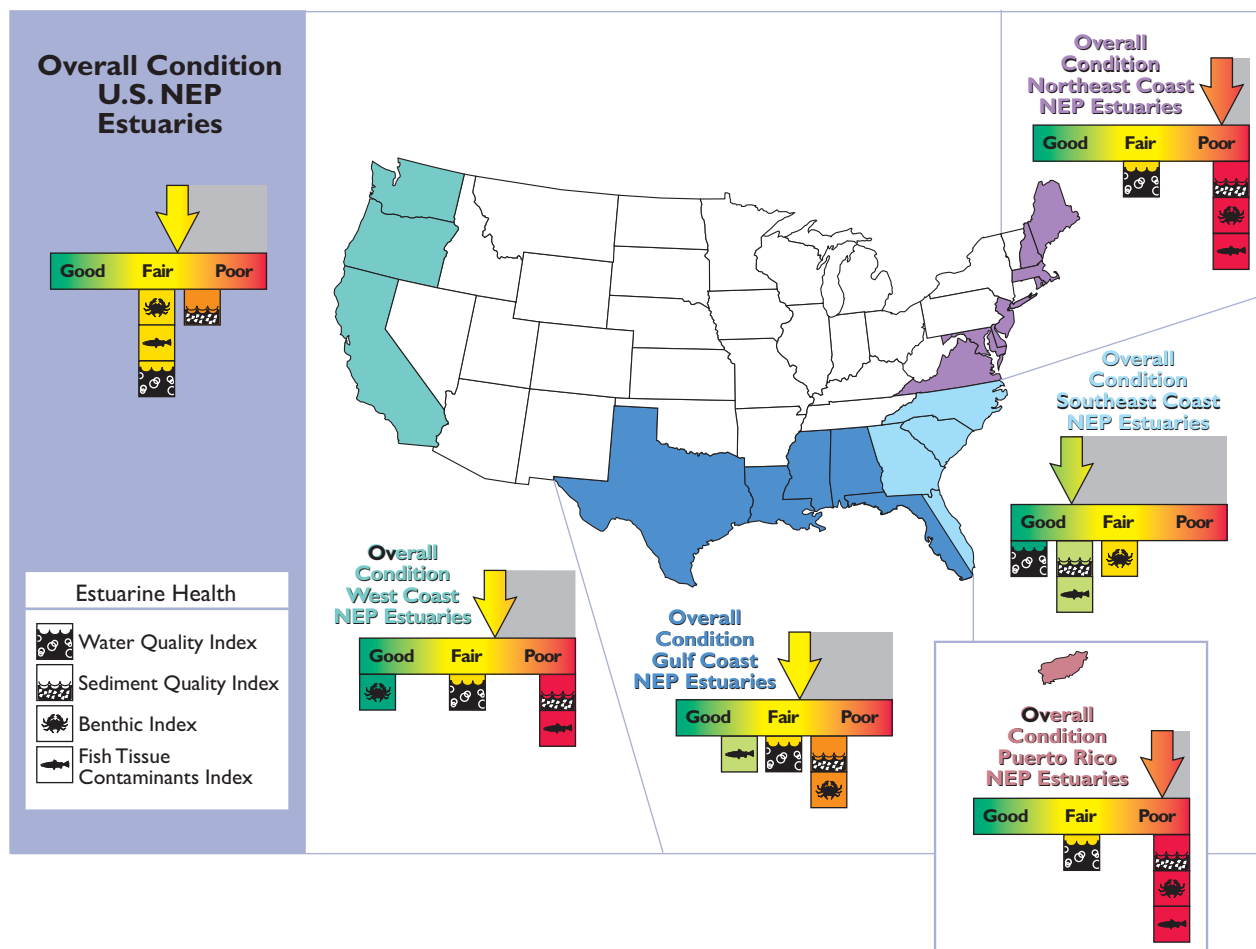 Overall Condition
U.S. NEP
Estuaries
Good Fair Poor
Estuarine Health
Water Quality Index
Sediment Quality Index
Benthic Index
Fish Tissue
Contaminants Index
Overall
Condition
Northeast Coast
NEP Estuaries
Good Fair Poor
Overall
Condition
Southeast Coast
NEP Estuaries
Good Fair Poor
Overall
Condition
West Coast
NEP Estuaries
Good Fair Poor
Overall
Condition
Gulf Coast
NEP Estuaries
Good Fair Poor
Overall
Condition
Puerto Rico
NEP Estuaries
Good Fair Poor